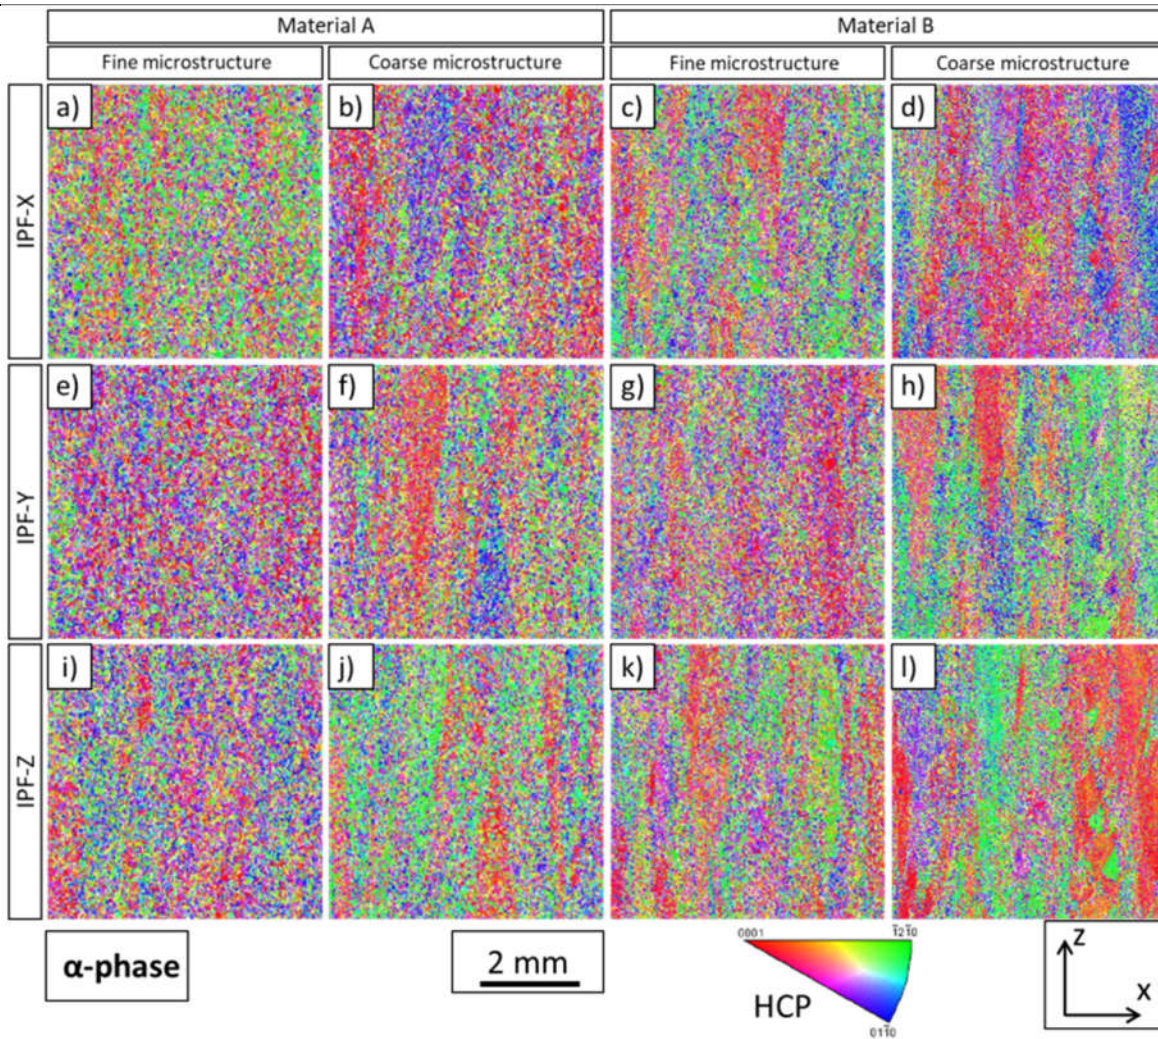 Material A Material B
Fine microstructure Coarse microstructure Fine microstructure Coarse microstructure
IPF-X
a) b) c) d)
IPF-Y
e) f) g) h)
IPF-Z
i) j) k) l)
α-phase
2 mm
0001 1̅21̅0
HCP
011̅0
z
x